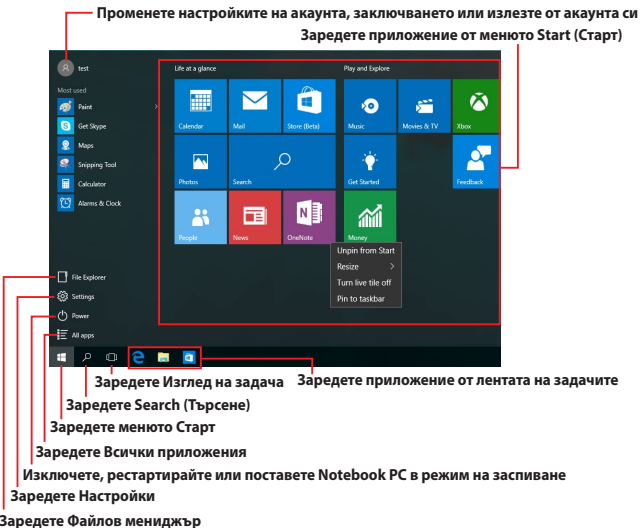 Променете настройките на акаунта, заключването или излезте от акаунта си
Заредете приложение от менюто Start (Старт)
test
Most used
Paint
Get Skype
Maps
Snipping Tool
Calculator
Alarms & Clock
File Explorer
Settings
Power
All apps
Life at a glance
Play and Explore
Calendar
Mail
Store (Beta)
Music
Movies & TV
Xbox
Photos
Search
Get Started
Feedback
People
News
OneNote
Money
Unpin from Start
Resize
Turn live tile off
Pin to taskbar
Заредете Изглед на задача
Заредете приложение от лентата на задачите
Заредете Search (Търсене)
Заредете менюто Старт
Заредете Всички приложения
Изключете, рестартирайте или поставете Notebook PC в режим на заспиване
Заредете Настройки
Заредете Файлов мениджър